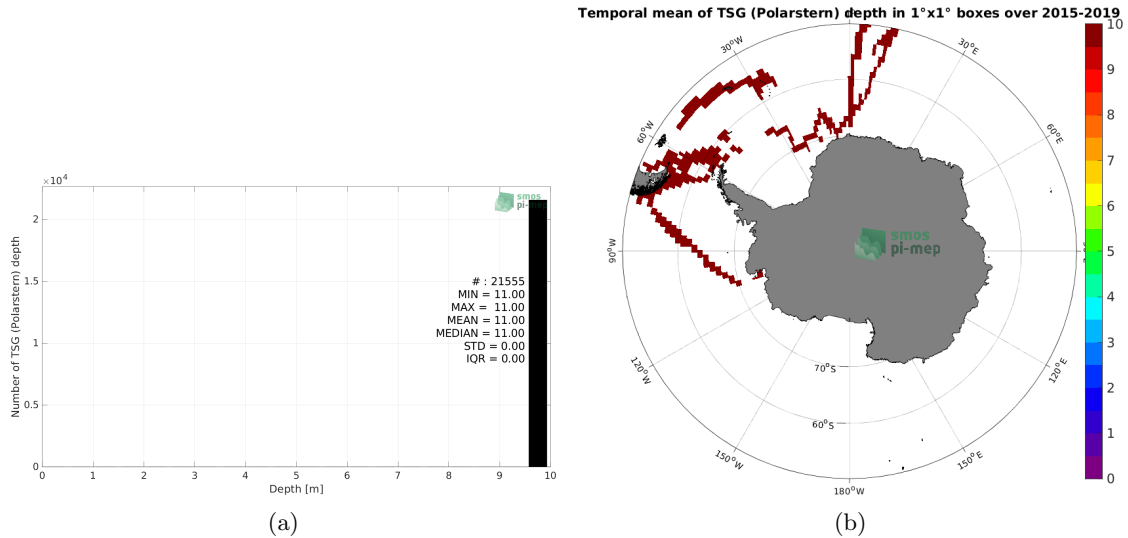 Temporal mean of TSG (Polarstern) depth in 1°x1° boxes over 2015-2019
×10⁴
Number of TSG (Polarstern) depth
2
1.5
1
0.5
0
smos
pi-mep
# : 21555
MIN = 11.00
MAX = 11.00
MEAN = 11.00
MEDIAN = 11.00
STD = 0.00
IQR = 0.00
0 1 2 3 4 5 6 7 8 9 10
Depth [m]
(a)
30°W
30°E
60°W
60°E
90°W
120°W
120°E
150°W
150°E
180°W
70°S
60°S
smos
pi-mep
10
9
8
7
6
5
4
3
2
1
0
(b)